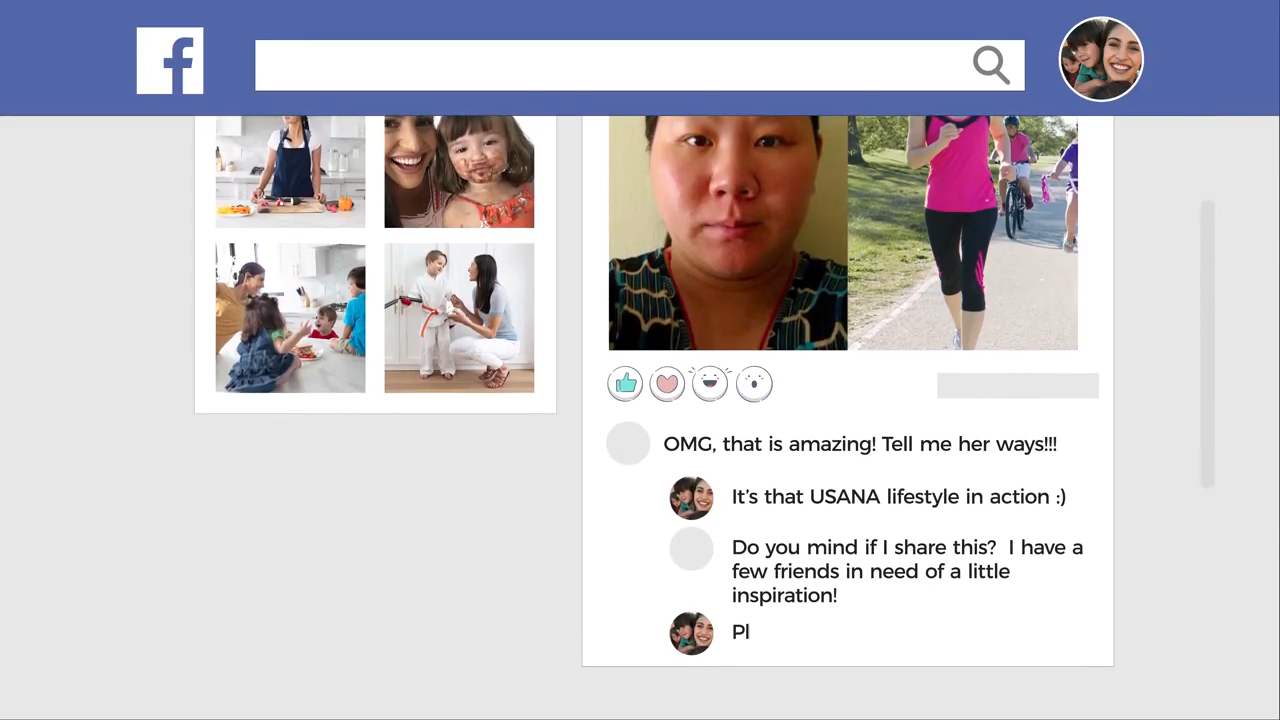 f
OMG, that is amazing! Tell me her ways!!!
It's that USANA lifestyle in action :)
Do you mind if I share this?  I have a
few friends in need of a little
inspiration!
Pl